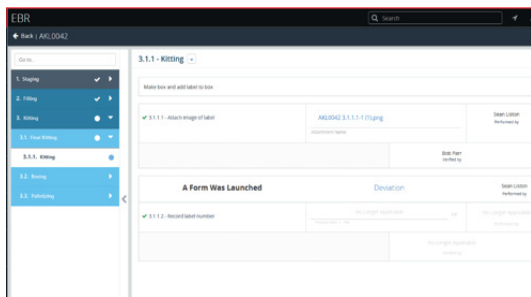 EBR
Search
Back | AKL0042
Go to..
3.1.1 - Kitting
1. Staging
Make box and add label to box
2. Filling
3. Kitting
3.1.1.1 - Attach image of label
AKL0042 3.1.1.1-1 (1).png
Attachment Name
Sean Liston
Performed by
3.1. Final Kitting
3.1.1. Kitting
Bob Parr
Verified by
3.2. Boxing
3.3. Palletizing
A Form Was Launched
Deviation
Sean Liston
Performed by
3.1.1.2 - Record label number
No Longer Applicable
No Longer Applicable
Performed by
No Longer Applicable